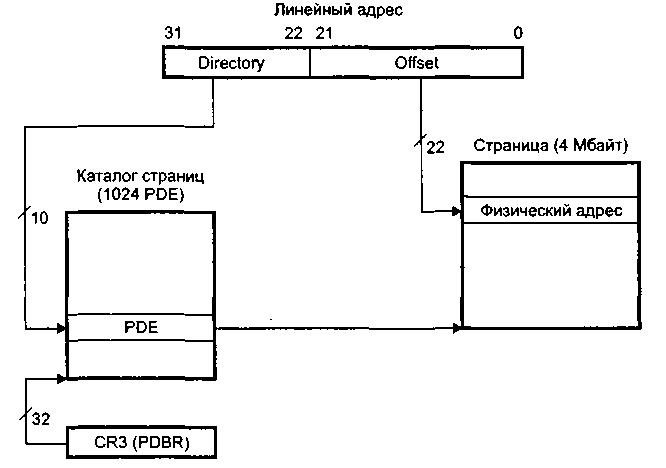 Линейный адрес
31 22 21 0
Directory Offset
22
Страница (4 Мбайт)
Каталог страниц
(1024 PDE)
10
Физический адрес
PDE
32
CR3 (PDBR)